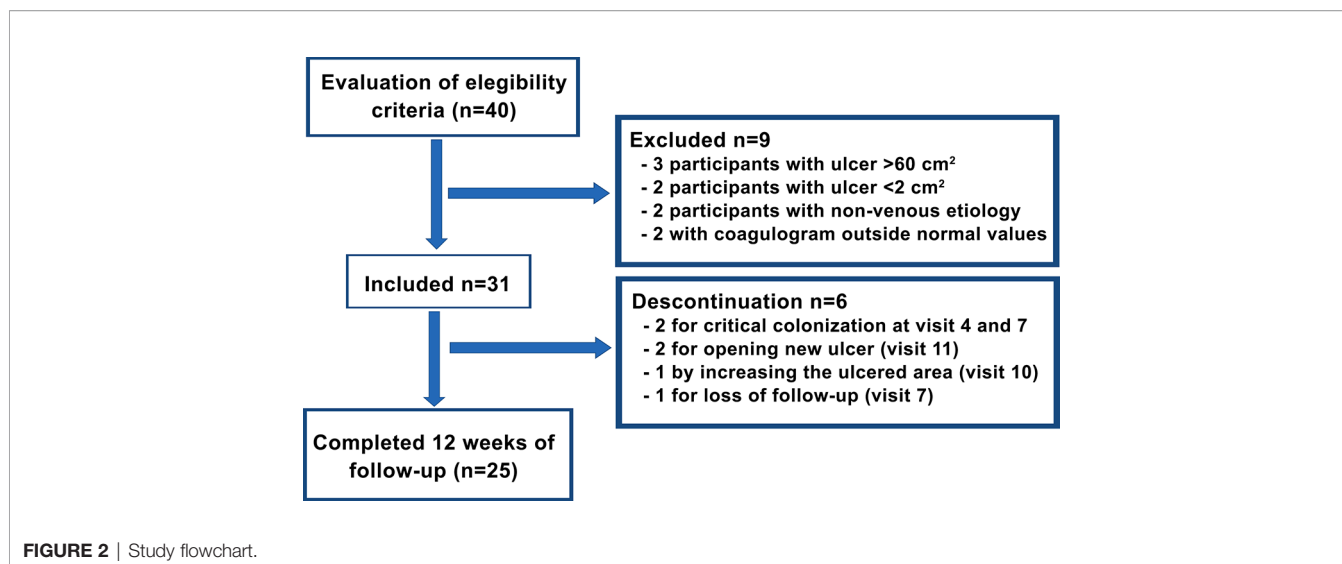 Evaluation of elegibility
criteria (n=40)
Excluded n=9
- 3 participants with ulcer >60 cm²
- 2 participants with ulcer <2 cm²
- 2 participants with non-venous etiology
- 2 with coagulogram outside normal values
Included n=31
Descontinuation n=6
- 2 for critical colonization at visit 4 and 7
- 2 for opening new ulcer (visit 11)
- 1 by increasing the ulcered area (visit 10)
- 1 for loss of follow-up (visit 7)
Completed 12 weeks of
follow-up (n=25)
FIGURE 2 | Study flowchart.